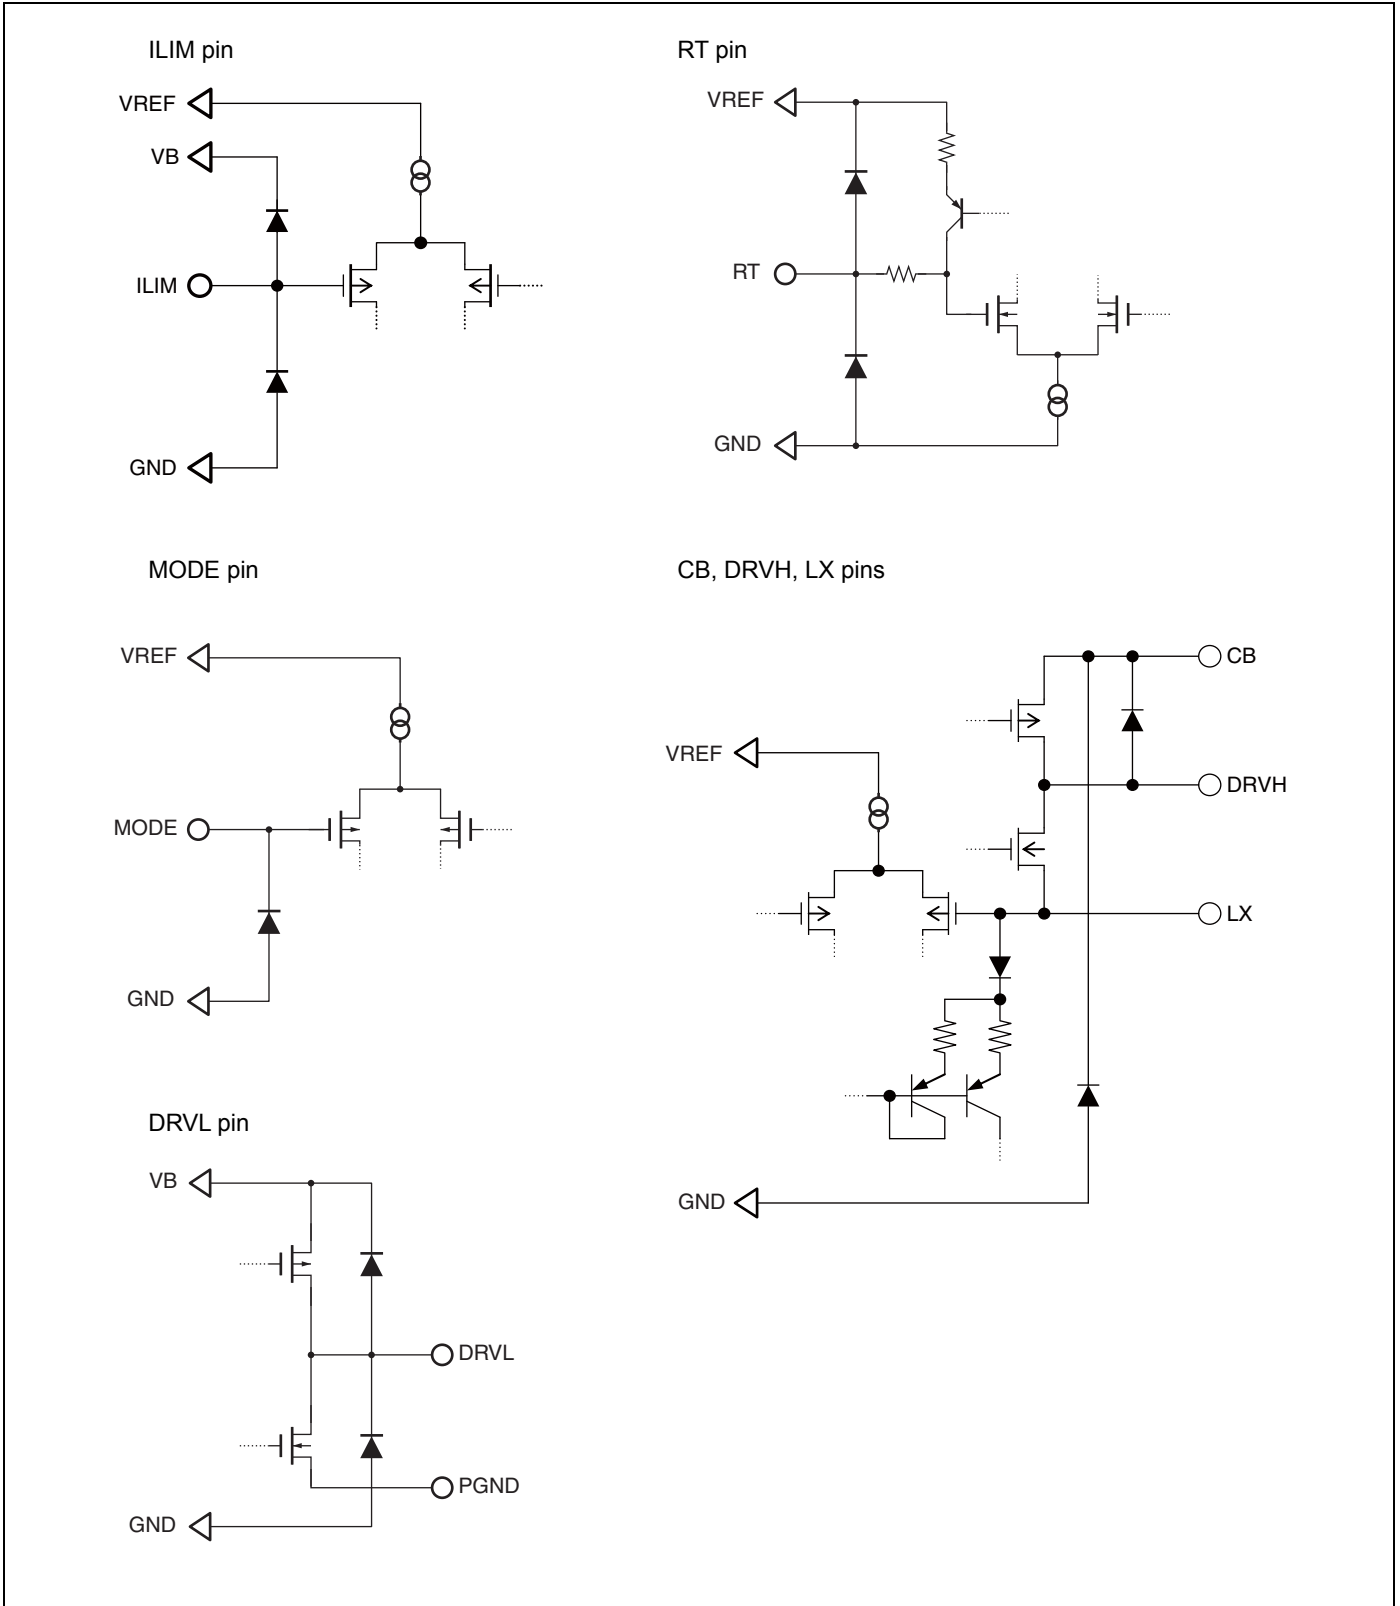 ILIM pin
VREF
VB
ILIM
GND
RT pin
VREF
RT
GND
MODE pin
VREF
MODE
GND
CB, DRVH, LX pins
CB
VREF
DRVH
LX
GND
DRVL pin
VB
DRVL
PGND
GND